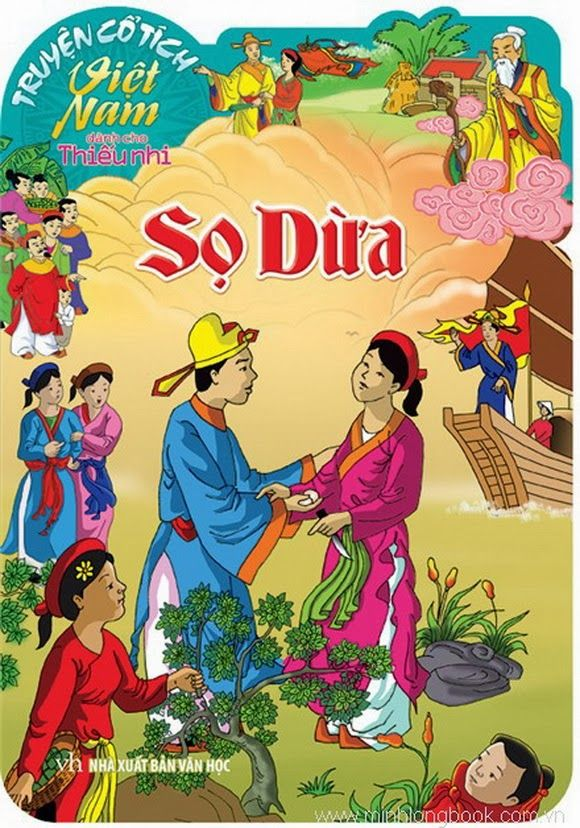 TRUYỆN CỔ TÍCH
Việt
Nam
dành cho
Thiếu nhi
Sọ Dừa
vh NHÀ XUẤT BẢN VĂN HỌC
www.minhlongbook.com.vn